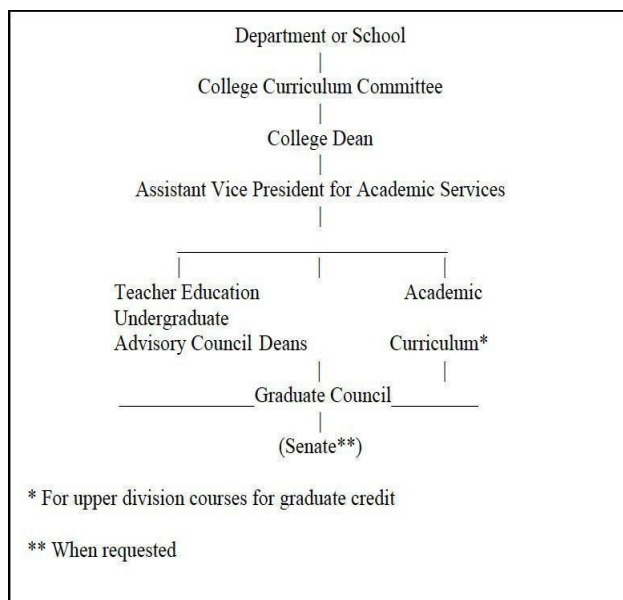 Department or School
College Curriculum Committee
College Dean
Assistant Vice President for Academic Services
Teacher Education Academic
Undergraduate
Advisory Council Deans Curriculum*
Graduate Council
(Senate**)
* For upper division courses for graduate credit
** When requested